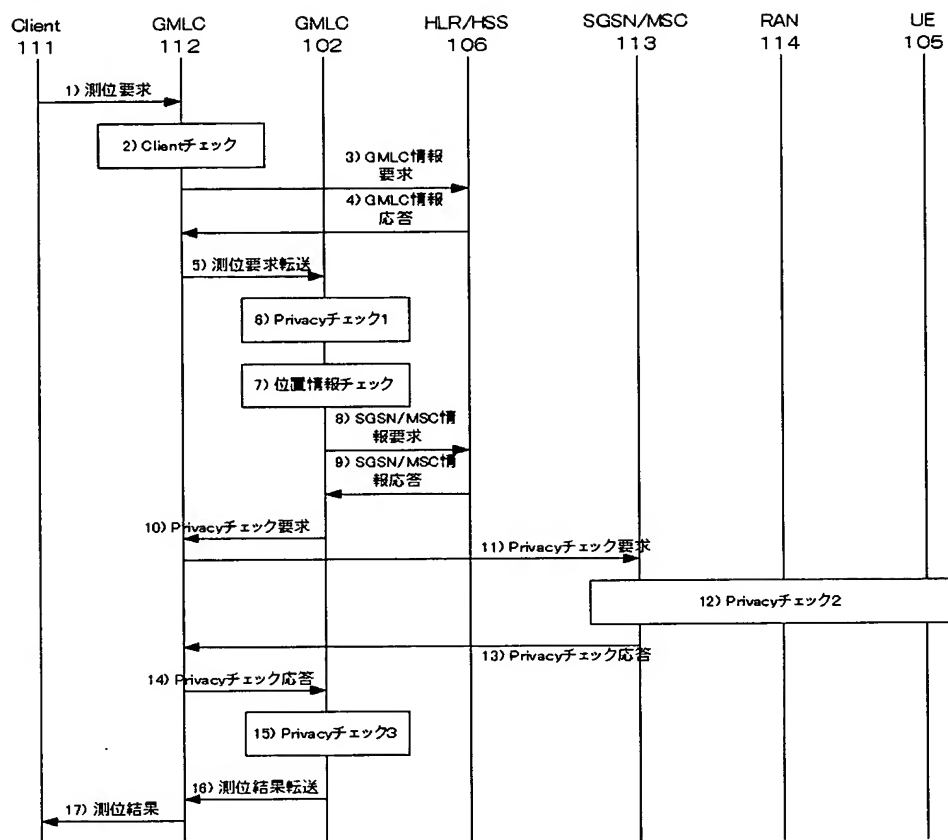 Client
111
GMLC
112
GMLC
102
HLR/HSS
106
SGSN/MSC
113
RAN
114
UE
105
1) 測位要求
2) Clientチェック
3) GMLC情報
要求
4) GMLC情報
応答
5) 測位要求転送
6) Privacyチェック1
7) 位置情報チェック
8) SGSN/MSC情
報要求
9) SGSN/MSC情
報応答
10) Privacyチェック要求
11) Privacyチェック要求
12) Privacyチェック2
13) Privacyチェック応答
14) Privacyチェック応答
15) Privacyチェック3
16) 測位結果転送
17) 測位結果